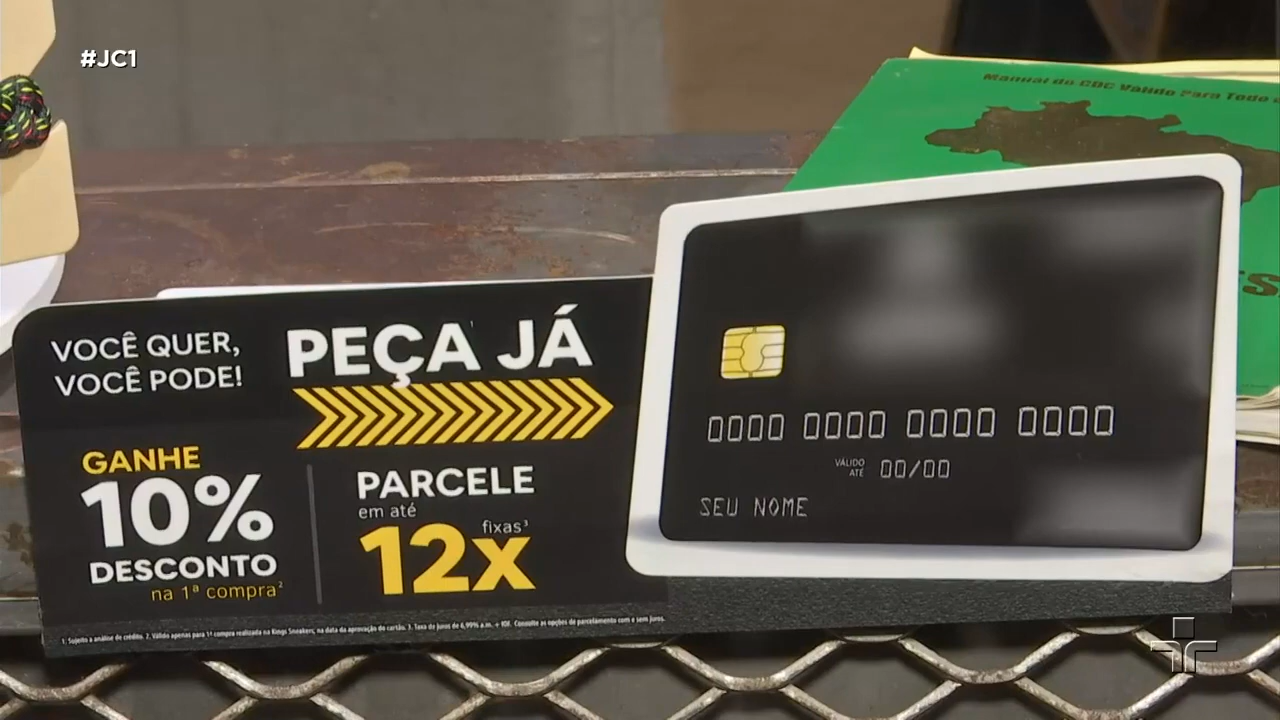 #JC1
Manual do CDC Válido Para Todo
VOCÊ QUER,
VOCÊ PODE!
PEÇA JÁ
GANHE
10%
DESCONTO
na 1ª compra²
PARCELE
em até
fixas³
12x
0000 0000 0000 0000
VÁLIDO
ATÉ
00/00
SEU NOME
1. Sujeito a análise de crédito. 2. Válido apenas para 1ª compra realizada na Kings Sneakers, na data da aprovação do cartão. 3. Taxa de juros de 6,99% a.m. + IOF. Consulte as opções de parcelamento com e sem juros.